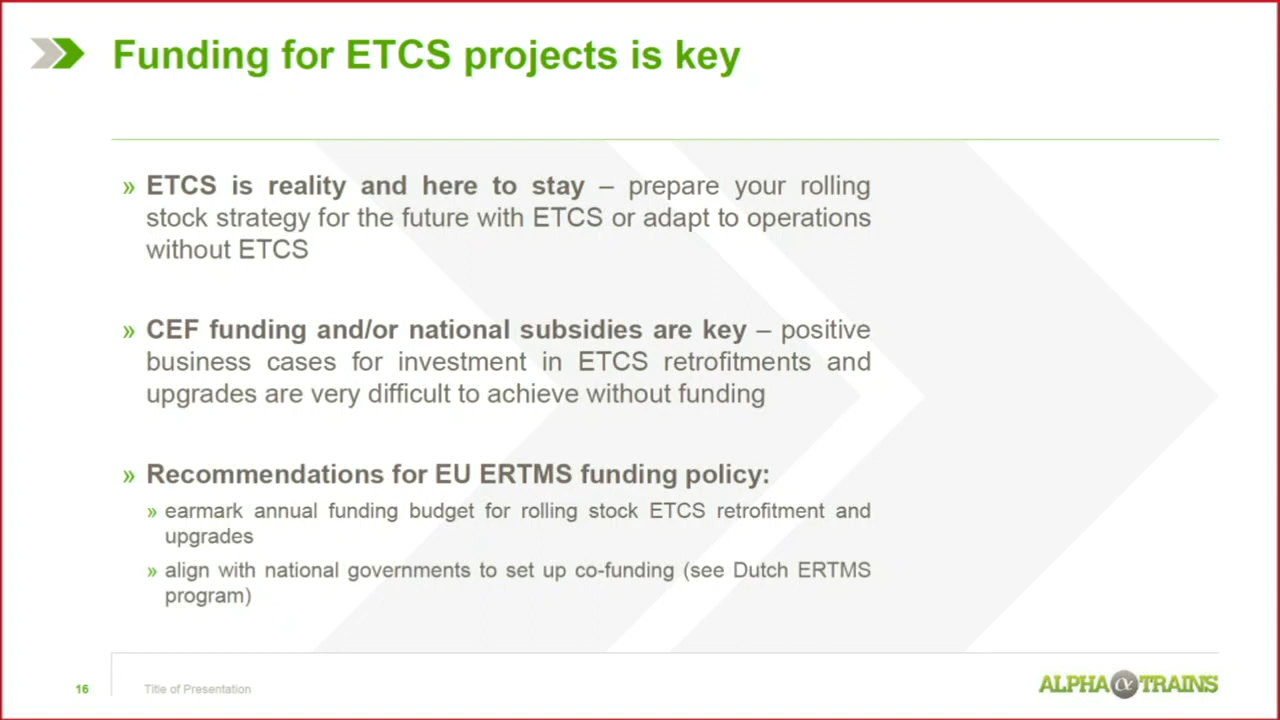 Funding for ETCS projects is key
» ETCS is reality and here to stay – prepare your rolling
stock strategy for the future with ETCS or adapt to operations
without ETCS
» CEF funding and/or national subsidies are key – positive
business cases for investment in ETCS retrofitments and
upgrades are very difficult to achieve without funding
» Recommendations for EU ERTMS funding policy:
» earmark annual funding budget for rolling stock ETCS retrofitment and
upgrades
» align with national governments to set up co-funding (see Dutch ERTMS
program)
16 Title of Presentation
ALPHA α TRAINS